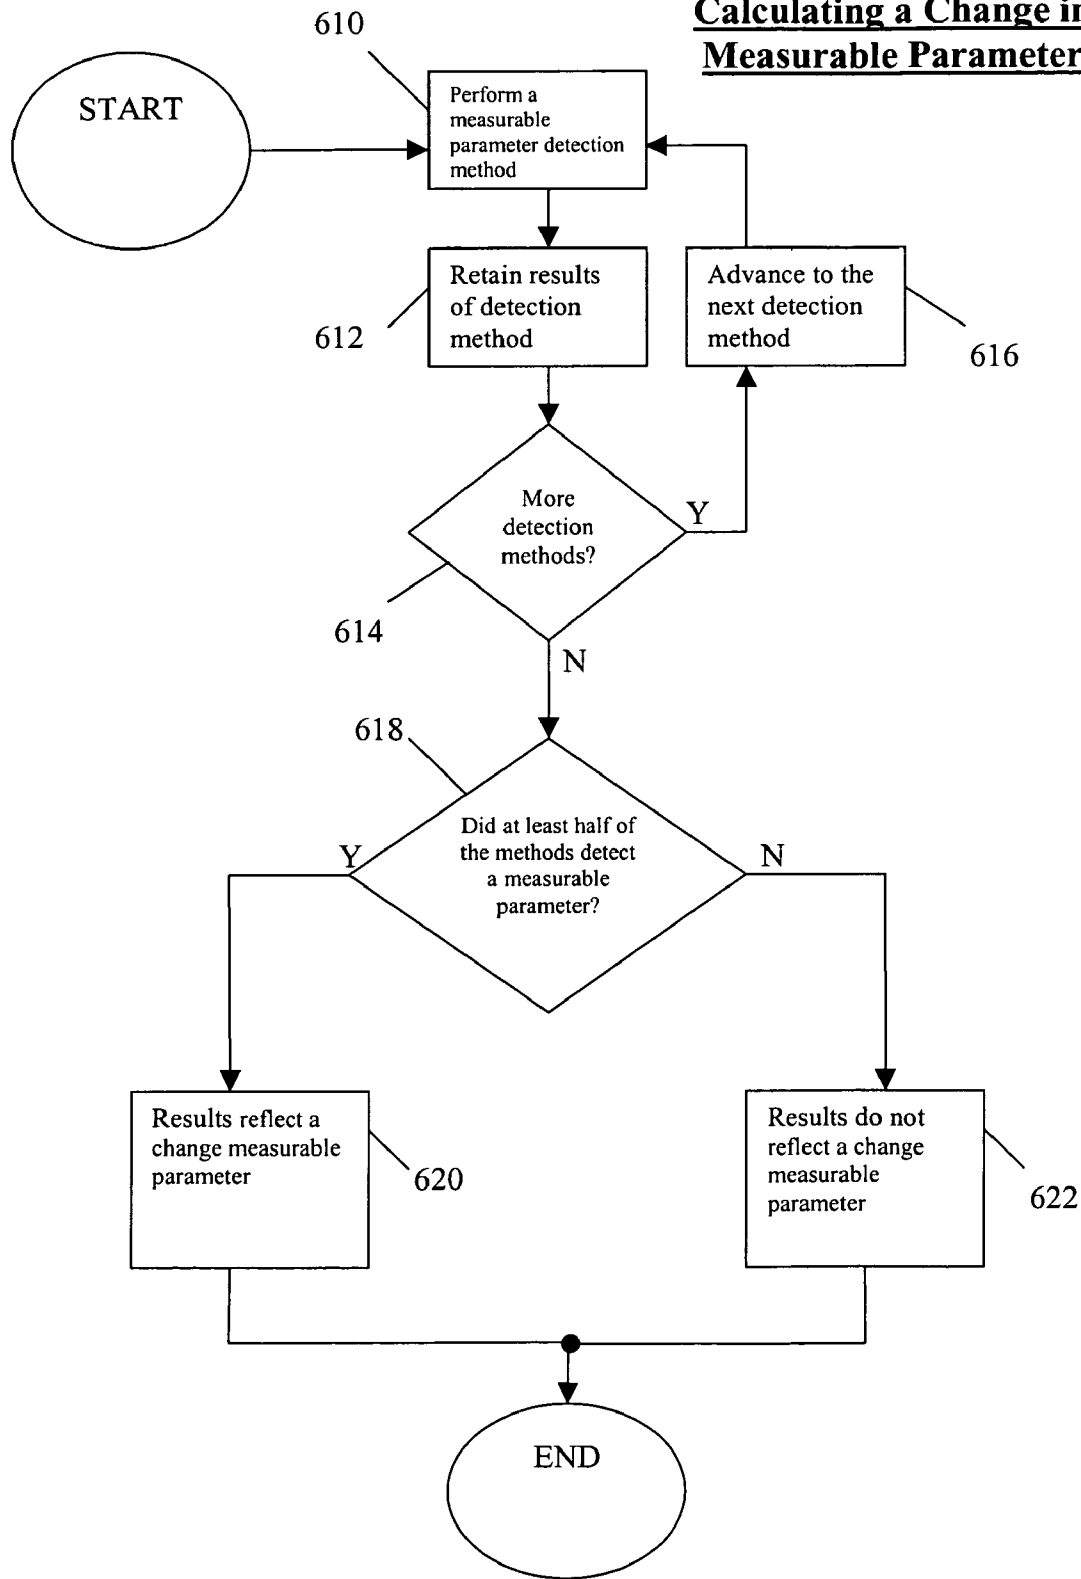 Calculating a Change in
Measurable Parameter
610
START
Perform a
measurable
parameter detection
method
Retain results
of detection
method
612
Advance to the
next detection
method
616
More
detection
methods?
Y
614
N
618
Did at least half of
the methods detect
a measurable
parameter?
Y
N
Results reflect a
change measurable
parameter
620
Results do not
reflect a change
measurable
parameter
622
END